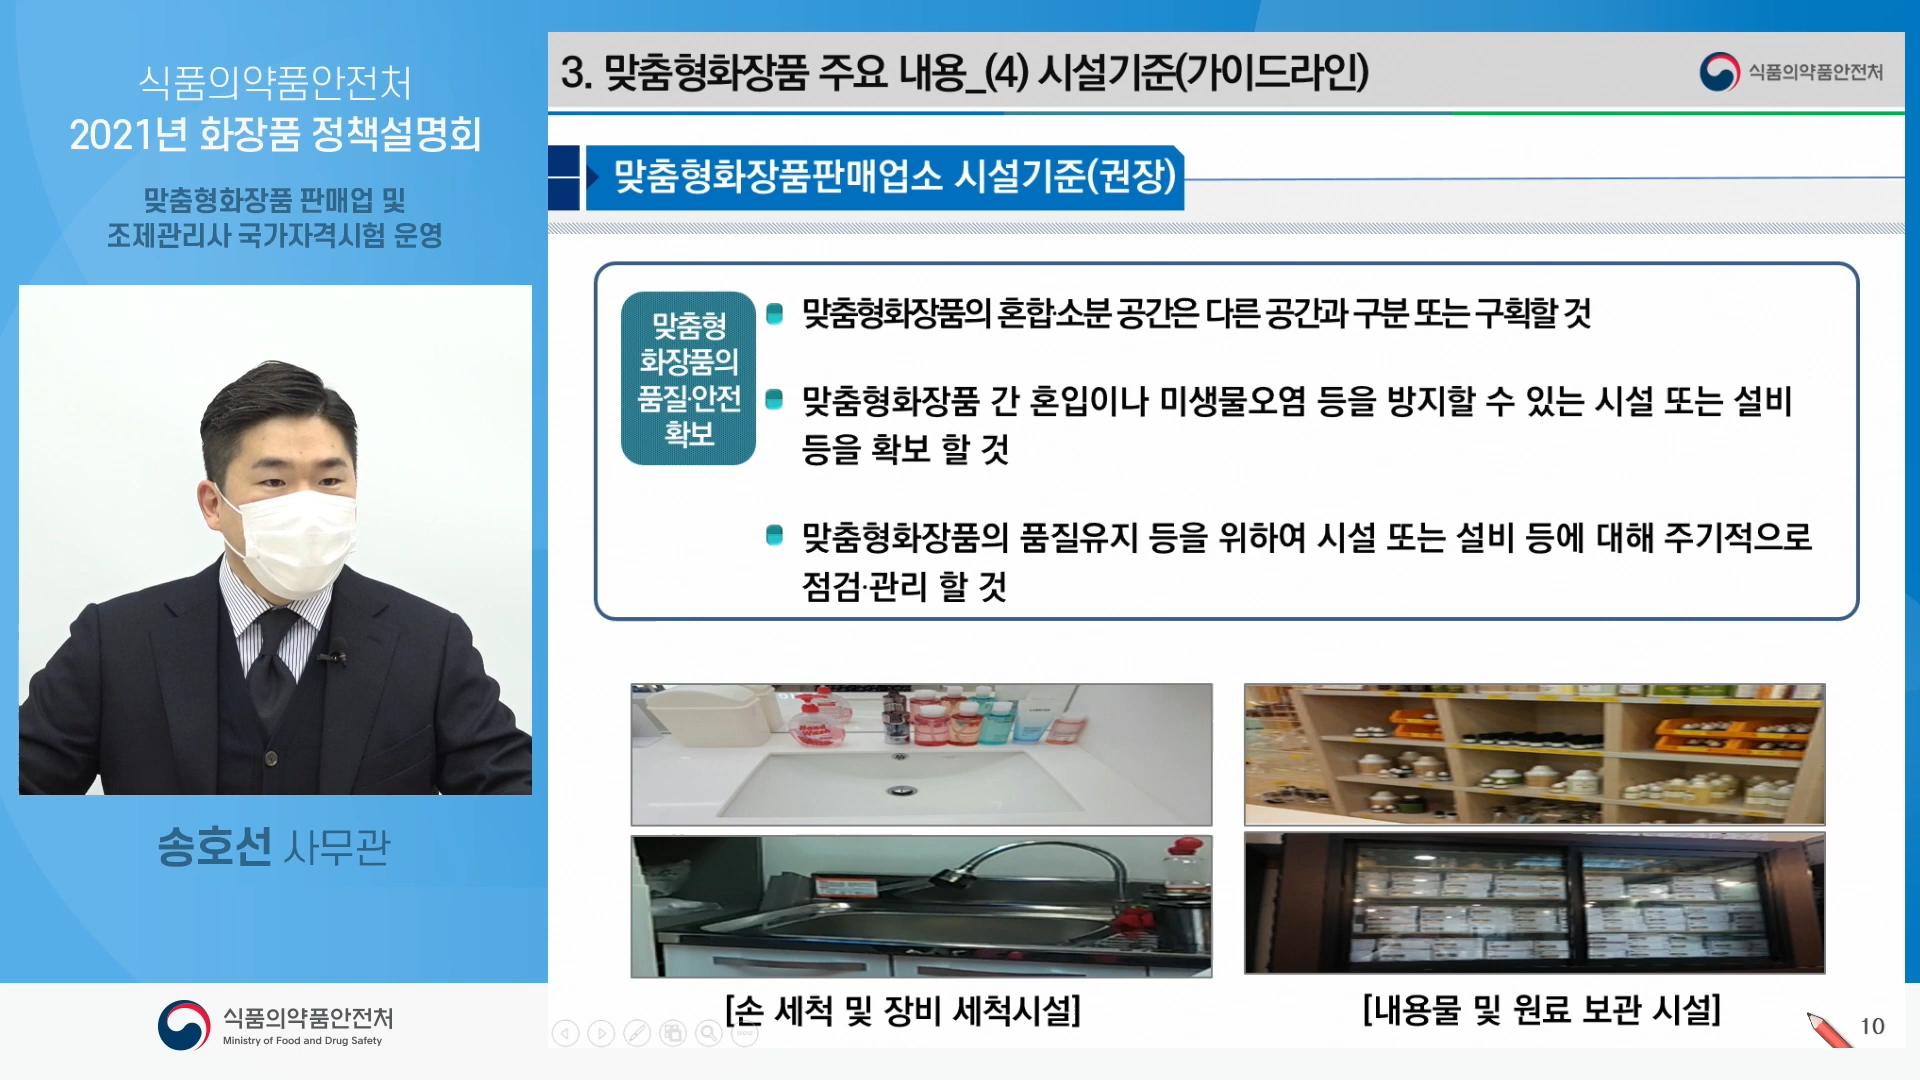 식품의약품안전처
2021년 화장품 정책설명회
맞춤형화장품 판매업 및
조제관리사 국가자격시험 운영
송호선 사무관
식품의약품안전처
Ministry of Food and Drug Safety
3. 맞춤형화장품 주요 내용_(4) 시설기준(가이드라인)
식품의약품안전처
맞춤형화장품판매업소 시설기준(권장)
맞춤형
화장품의
품질·안전
확보
맞춤형화장품의 혼합·소분 공간은 다른 공간과 구분 또는 구획할 것
맞춤형화장품 간 혼입이나 미생물오염 등을 방지할 수 있는 시설 또는 설비
등을 확보 할 것
맞춤형화장품의 품질유지 등을 위하여 시설 또는 설비 등에 대해 주기적으로
점검·관리 할 것
Hand
Wash
[손 세척 및 장비 세척시설]
[내용물 및 원료 보관 시설]
10